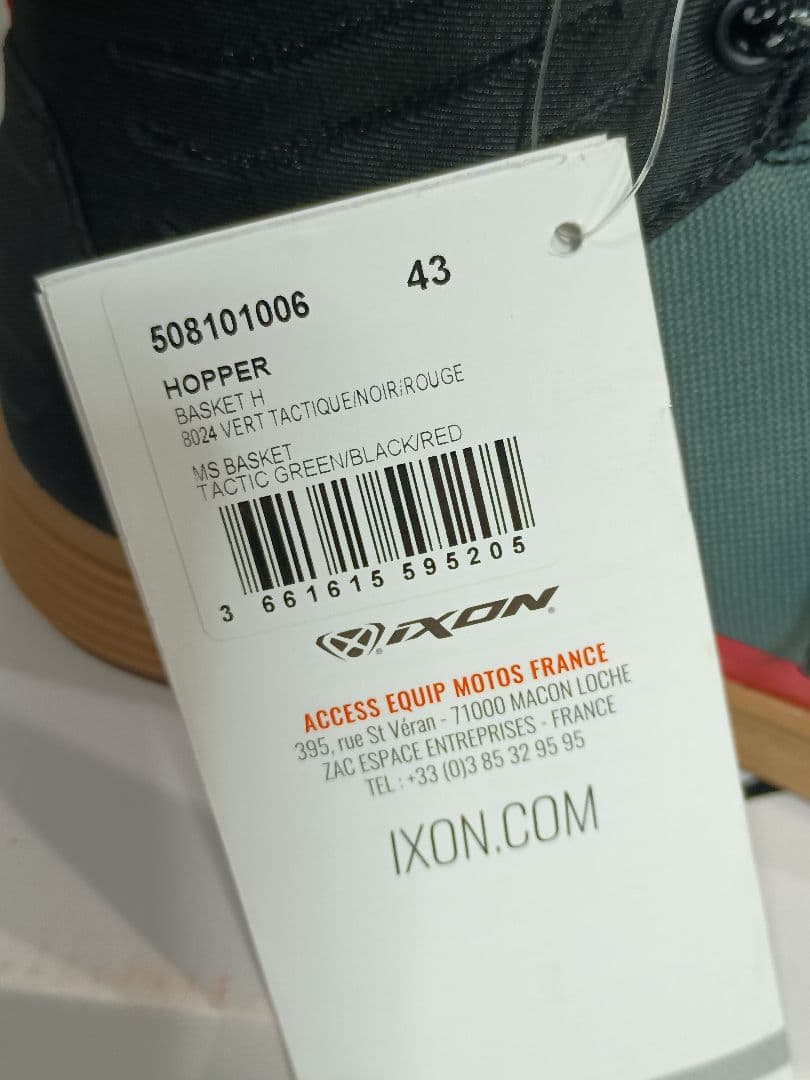 508101006 43
HOPPER
BASKET H
8024 VERT TACTIQUE/NOIR/ROUGE
MS BASKET
TACTIC GREEN/BLACK/RED
3 661615 595205
IXON
ACCESS EQUIP MOTOS FRANCE
395, rue St Véran - 71000 MACON LOCHE
ZAC ESPACE ENTREPRISES - FRANCE
TEL : +33 (0)3 85 32 95 95
IXON.COM